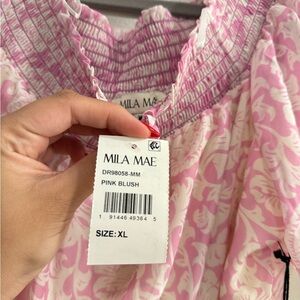 MILA MAE
MILA MAE
DR98058-MM
PINK BLUSH
1 91446 49364 5
SIZE: XL